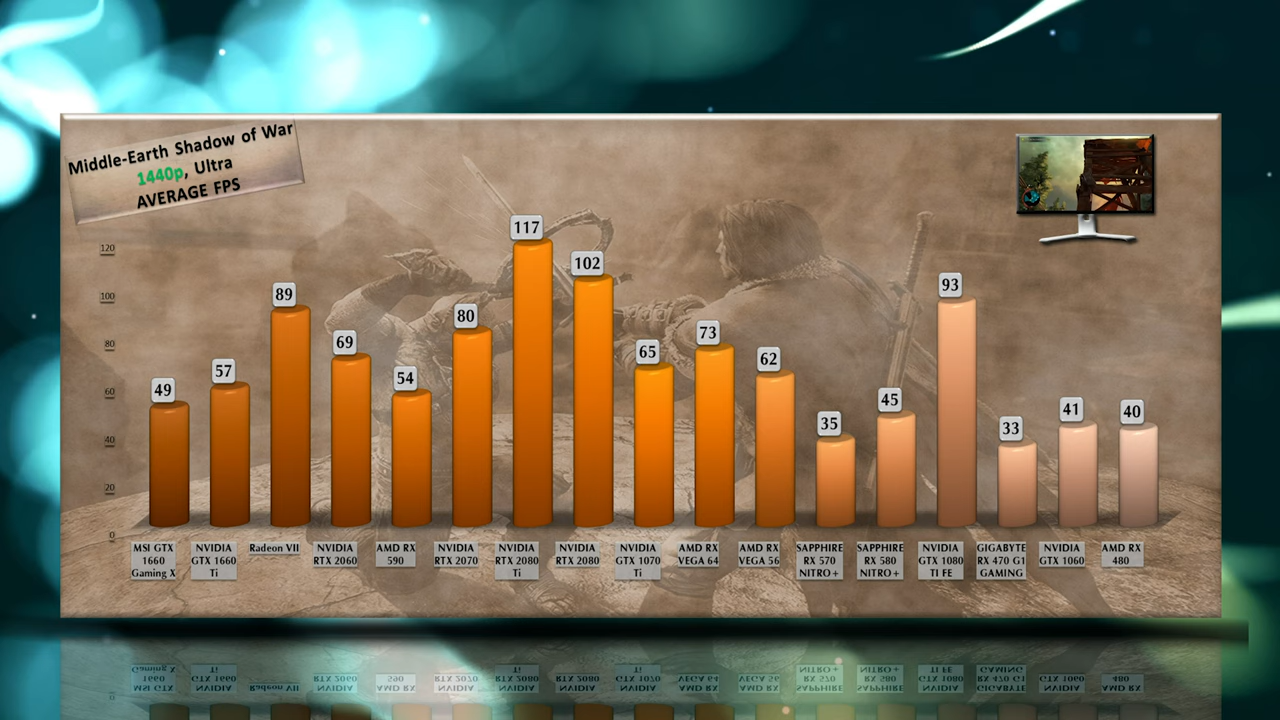 Middle-Earth Shadow of War
1440p, Ultra
AVERAGE FPS
120
100
80
60
40
20
0
49
57
89
69
54
80
117
102
65
73
62
35
45
93
33
41
40
MSI GTX
1660
Gaming X
NVIDIA
GTX 1660
Ti
Radeon VII
NVIDIA
RTX 2060
AMD RX
590
NVIDIA
RTX 2070
NVIDIA
RTX 2080
Ti
NVIDIA
RTX 2080
NVIDIA
GTX 1070
Ti
AMD RX
VEGA 64
AMD RX
VEGA 56
SAPPHIRE
RX 570
NITRO+
SAPPHIRE
RX 580
NITRO+
NVIDIA
GTX 1080
TI FE
GIGABYTE
RX 470 G1
GAMING
NVIDIA
GTX 1060
AMD RX
480